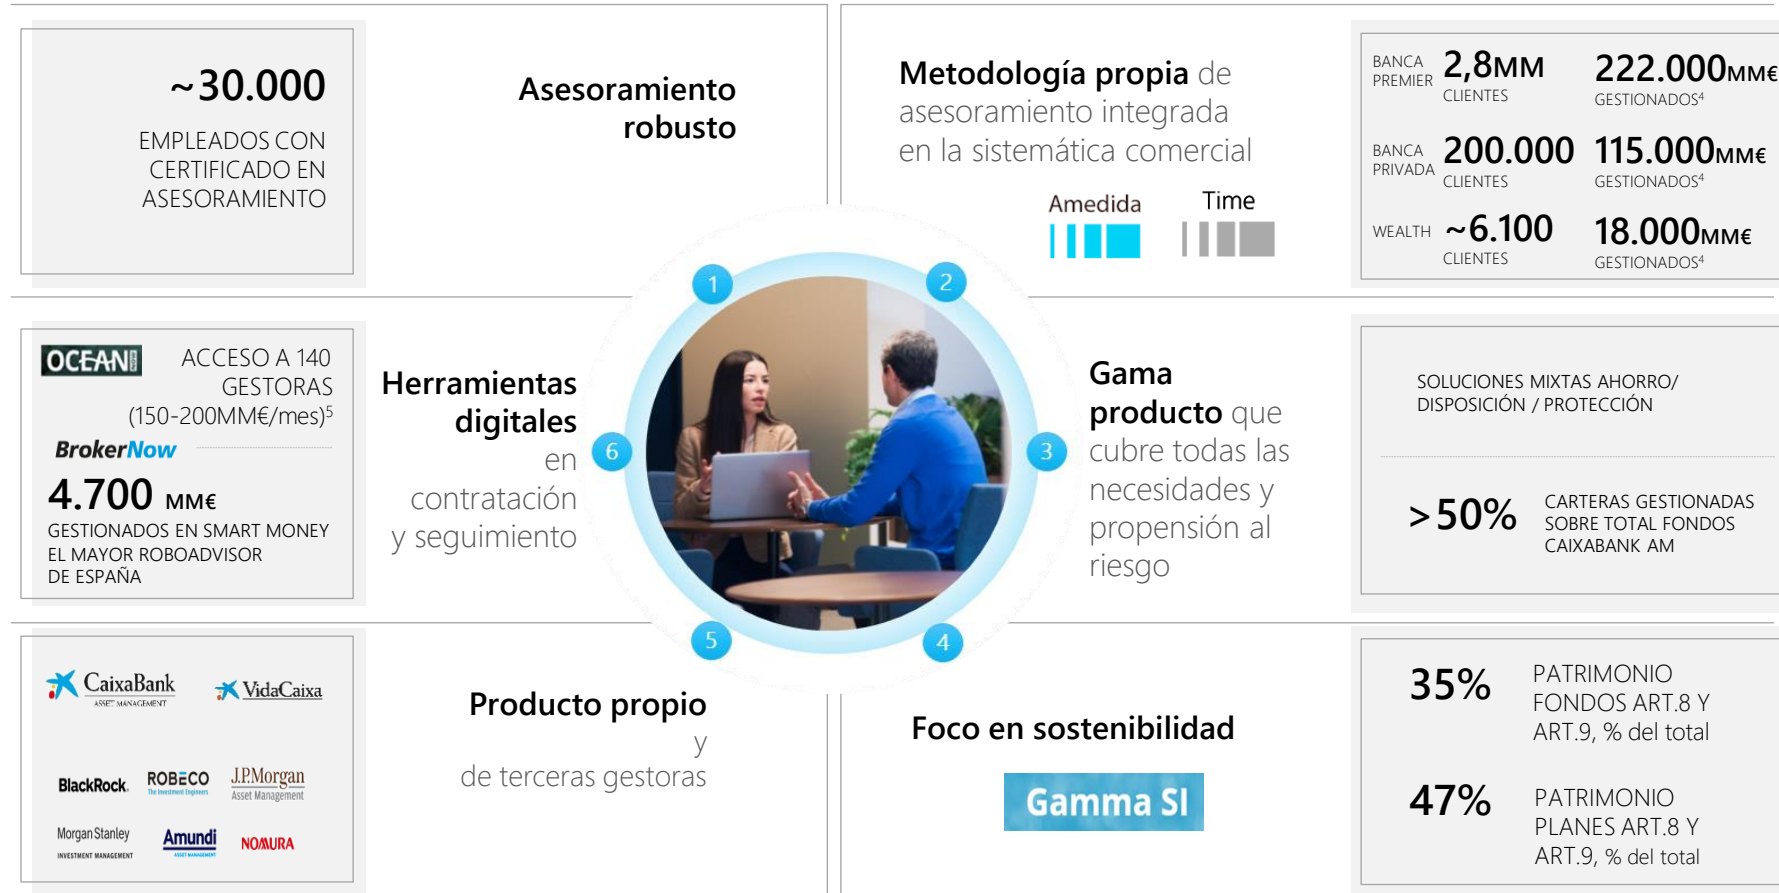 ~30.000
EMPLEADOS CON
CERTIFICADO EN
ASESORAMIENTO
Asesoramiento
robusto
1
Metodología propia de
asesoramiento integrada
en la sistemática comercial
Amedida
Time
2
BANCA
PREMIER
2,8MM
CLIENTES
222.000MM€
GESTIONADOS⁴
BANCA
PRIVADA
200.000
CLIENTES
115.000MM€
GESTIONADOS⁴
WEALTH
~6.100
CLIENTES
18.000MM€
GESTIONADOS⁴
OCEAN
ACCESO A 140
GESTORAS
(150-200MM€/mes)⁵
BrokerNow
4.700 MM€
GESTIONADOS EN SMART MONEY
EL MAYOR ROBOADVISOR
DE ESPAÑA
Herramientas
digitales
en
contratación
y seguimiento
6
3
Gama
producto que
cubre todas las
necesidades y
propensión al
riesgo
SOLUCIONES MIXTAS AHORRO/
DISPOSICIÓN / PROTECCIÓN
>50%
CARTERAS GESTIONADAS
SOBRE TOTAL FONDOS
CAIXABANK AM
CaixaBank
ASSET MANAGEMENT
VidaCaixa
BlackRock.
ROBECO
The Investment Engineers
J.P.Morgan
Asset Management
Morgan Stanley
INVESTMENT MANAGEMENT
Amundi
ASSET MANAGEMENT
NOMURA
Producto propio
y
de terceras gestoras
5
4
Foco en sostenibilidad
Gamma SI
35%
PATRIMONIO
FONDOS ART.8 Y
ART.9, % del total
47%
PATRIMONIO
PLANES ART.8 Y
ART.9, % del total